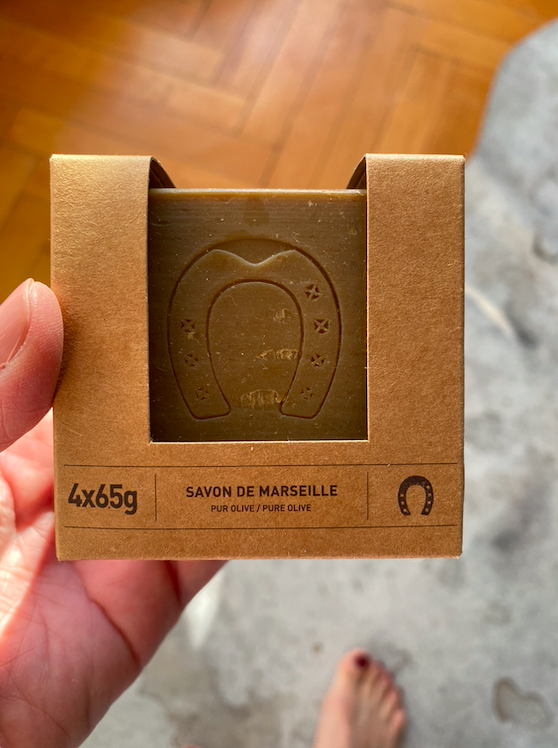 4x65g
SAVON DE MARSEILLE
PUR OLIVE / PURE OLIVE